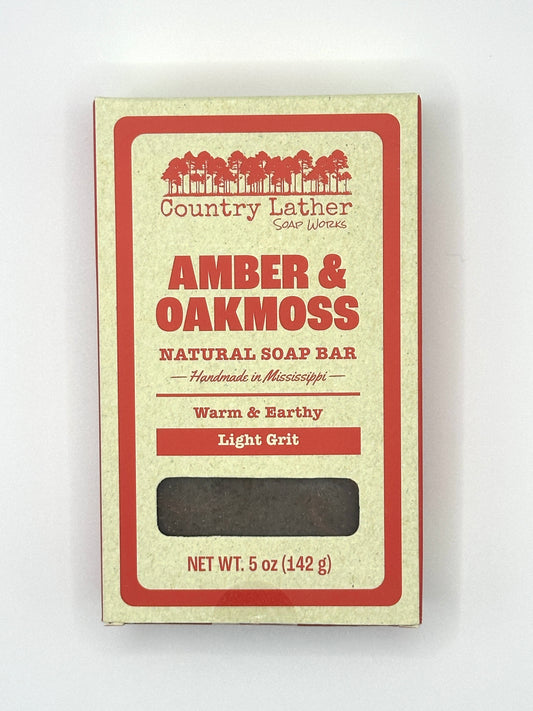 Country Lather
Soap Works
AMBER &
OAKMOSS
NATURAL SOAP BAR
— Handmade in Mississippi —
Warm & Earthy
Light Grit
NET WT. 5 oz (142 g)